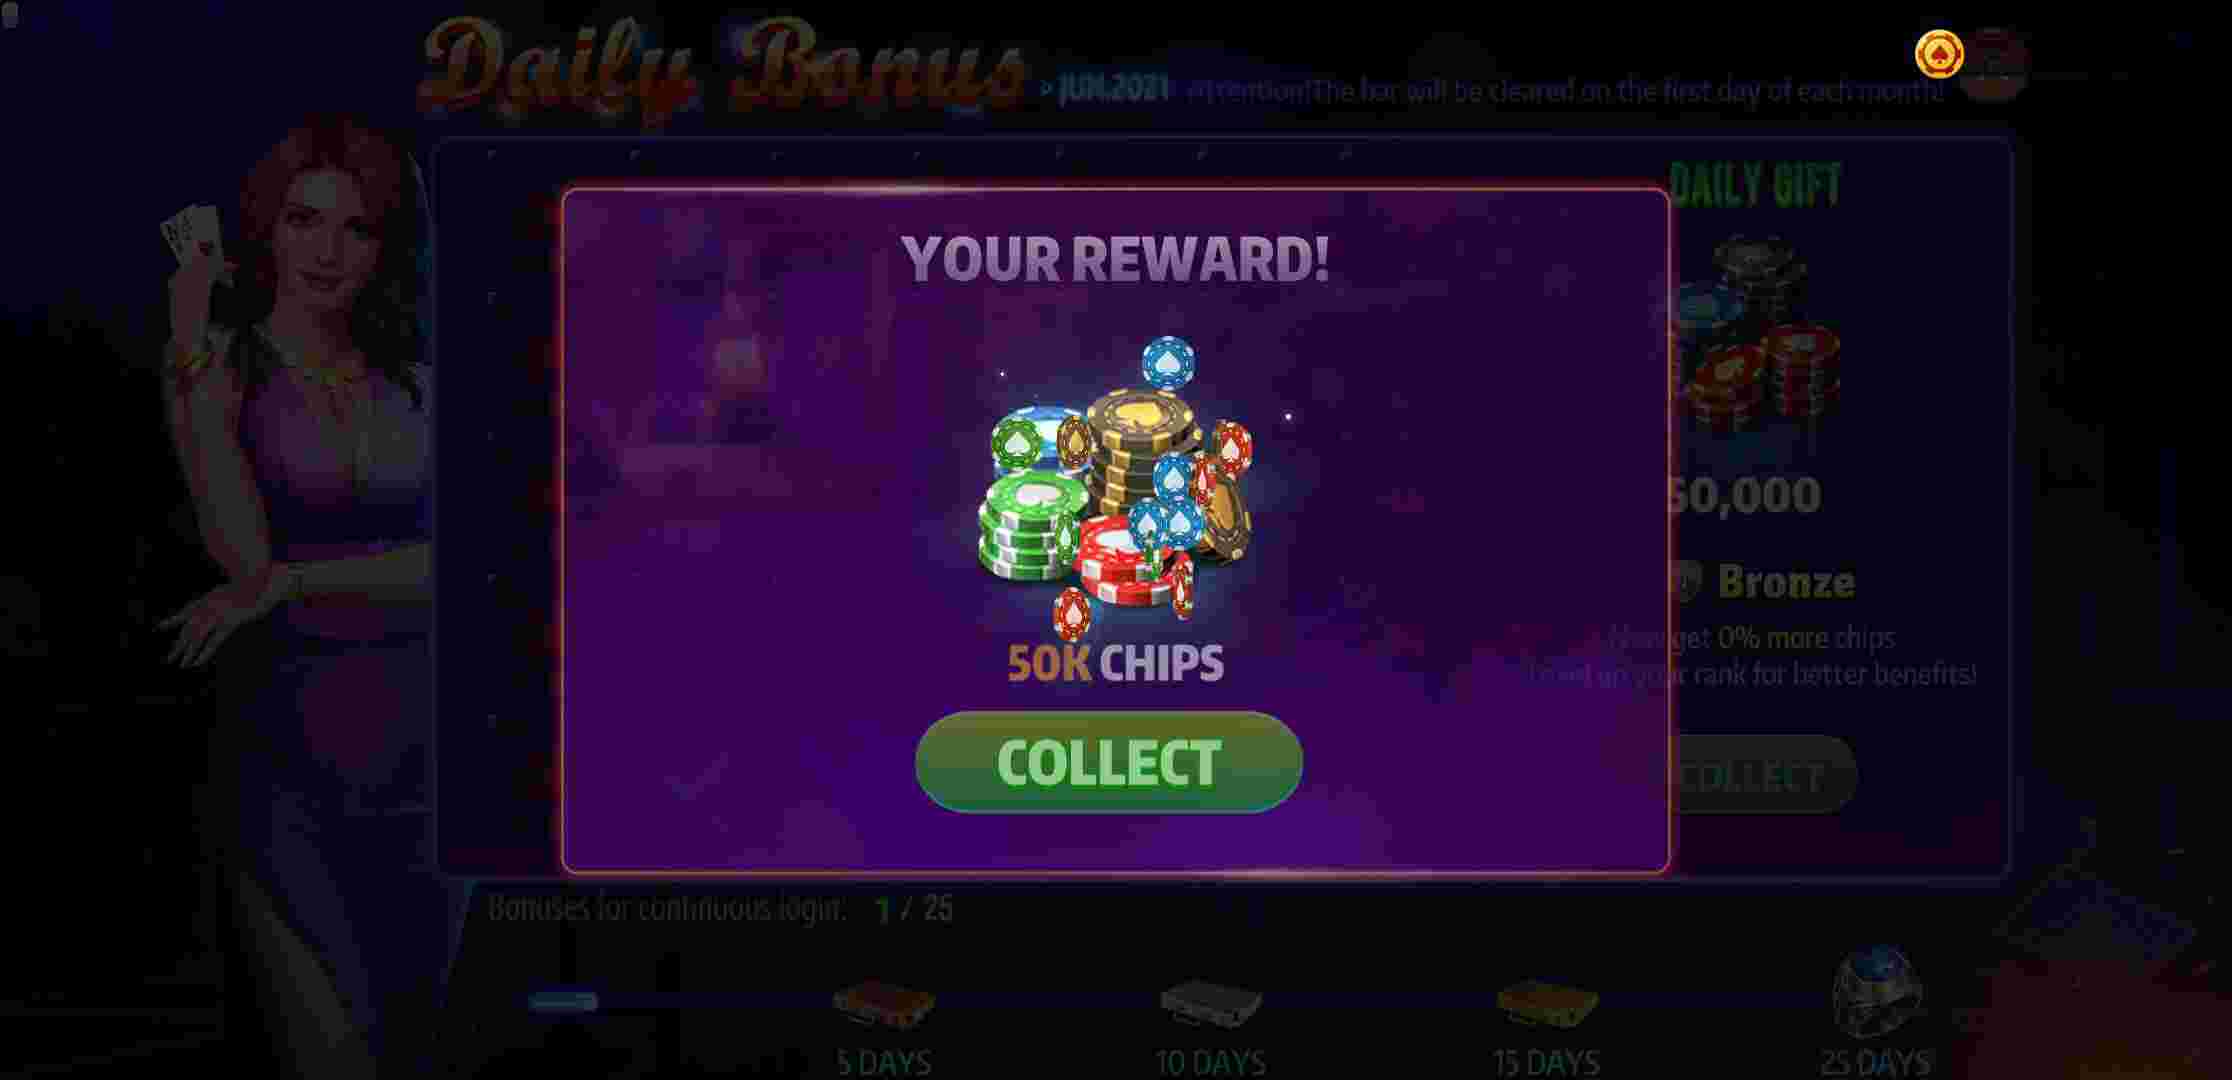 Daily Bonus
> JUN.2021 Attention!The bar will be cleared on the first day of each month!
DAILY GIFT
YOUR REWARD!
50,000
50K CHIPS
Bronze
Now get 0% more chips
your rank for better benefits!
COLLECT
COLLECT
Bonuses for continuous login: 1 / 25
5 DAYS
10 DAYS
15 DAYS
25 DAYS